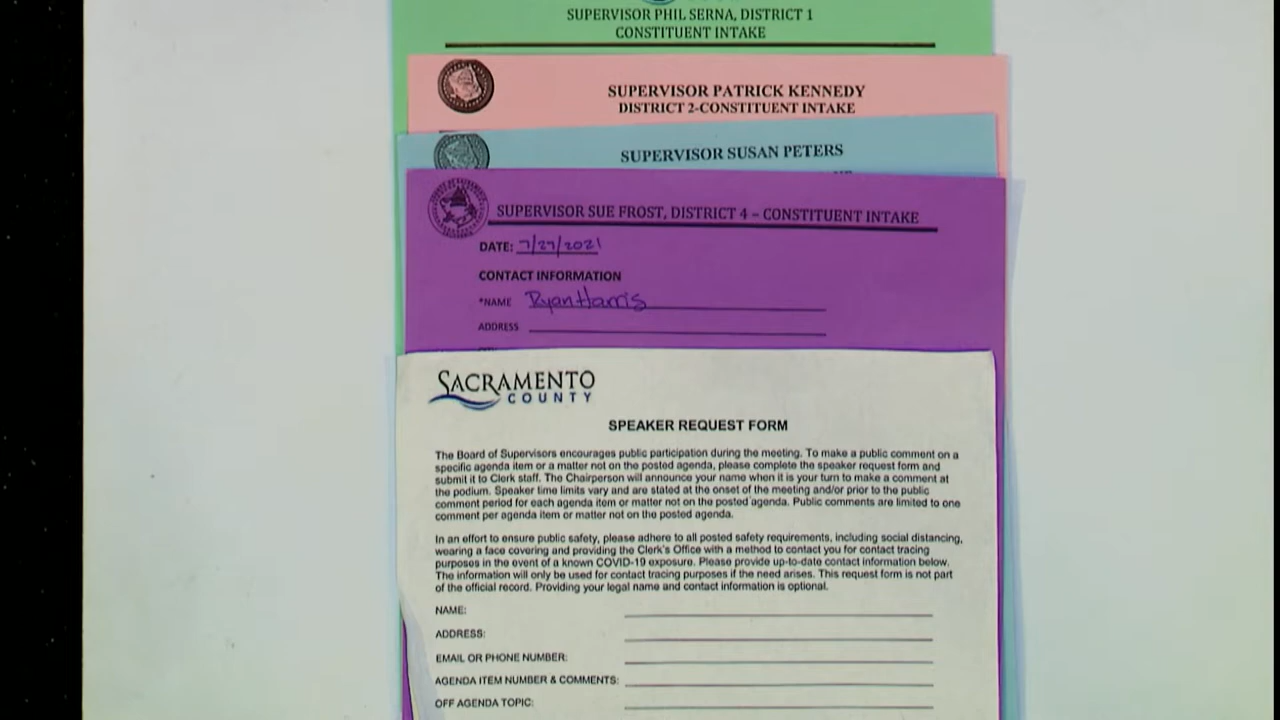 SUPERVISOR PHIL SERNA, DISTRICT 1
CONSTITUENT INTAKE
SUPERVISOR PATRICK KENNEDY
DISTRICT 2-CONSTITUENT INTAKE
SUPERVISOR SUSAN PETERS
SUPERVISOR SUE FROST, DISTRICT 4 – CONSTITUENT INTAKE
DATE: 7/27/2021
CONTACT INFORMATION
*NAME Ryan Harris
ADDRESS
SACRAMENTO
COUNTY
SPEAKER REQUEST FORM
The Board of Supervisors encourages public participation during the meeting. To make a public comment on a
specific agenda item or a matter not on the posted agenda, please complete the speaker request form and
submit it to Clerk staff. The Chairperson will announce your name when it is your turn to make a comment at
the podium. Speaker time limits vary and are stated at the onset of the meeting and/or prior to the public
comment period for each agenda item or matter not on the posted agenda. Public comments are limited to one
comment per agenda item or matter not on the posted agenda.
In an effort to ensure public safety, please adhere to all posted safety requirements, including social distancing,
wearing a face covering and providing the Clerk's Office with a method to contact you for contact tracing
purposes in the event of a known COVID-19 exposure. Please provide up-to-date contact information below.
The information will only be used for contact tracing purposes if the need arises. This request form is not part
of the official record. Providing your legal name and contact information is optional.
NAME:
ADDRESS:
EMAIL OR PHONE NUMBER:
AGENDA ITEM NUMBER & COMMENTS:
OFF AGENDA TOPIC: